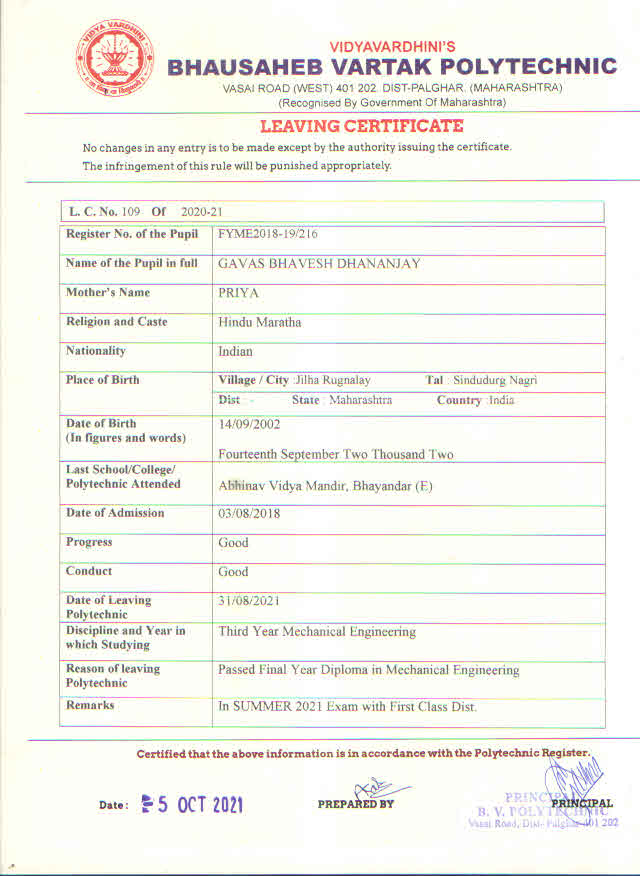 VIDYA VARDHINI
VIDYAVARDHINI'S
BHAUSAHEB VARTAK POLYTECHNIC
VASAI ROAD (WEST) 401 202. DIST-PALGHAR. (MAHARASHTRA)
(Recognised By Government Of Maharashtra)
LEAVING CERTIFICATE
No changes in any entry is to be made except by the authority issuing the certificate.
The infringement of this rule will be punished appropriately.
L. C. No. 109 Of 2020-21
Register No. of the Pupil FYME2018-19/216
Name of the Pupil in full GAVAS BHAVESH DHANANJAY
Mother's Name PRIYA
Religion and Caste Hindu Maratha
Nationality Indian
Place of Birth Village / City :Jilha Rugnalay Tal : Sindudurg Nagri
Dist : - State : Maharashtra Country :India
Date of Birth 14/09/2002
(In figures and words)
Fourteenth September Two Thousand Two
Last School/College/
Polytechnic Attended Abhinav Vidya Mandir, Bhayandar (E)
Date of Admission 03/08/2018
Progress Good
Conduct Good
Date of Leaving 31/08/2021
Polytechnic
Discipline and Year in Third Year Mechanical Engineering
which Studying
Reason of leaving Passed Final Year Diploma in Mechanical Engineering
Polytechnic
Remarks In SUMMER 2021 Exam with First Class Dist.
Certified that the above information is in accordance with the Polytechnic Register.
Date: 5 OCT 2021 PREPARED BY PRINCIPAL
PRINCIPAL
B. V. POLYTECHNIC
Vasai Road, Dist- Palghar 401 202